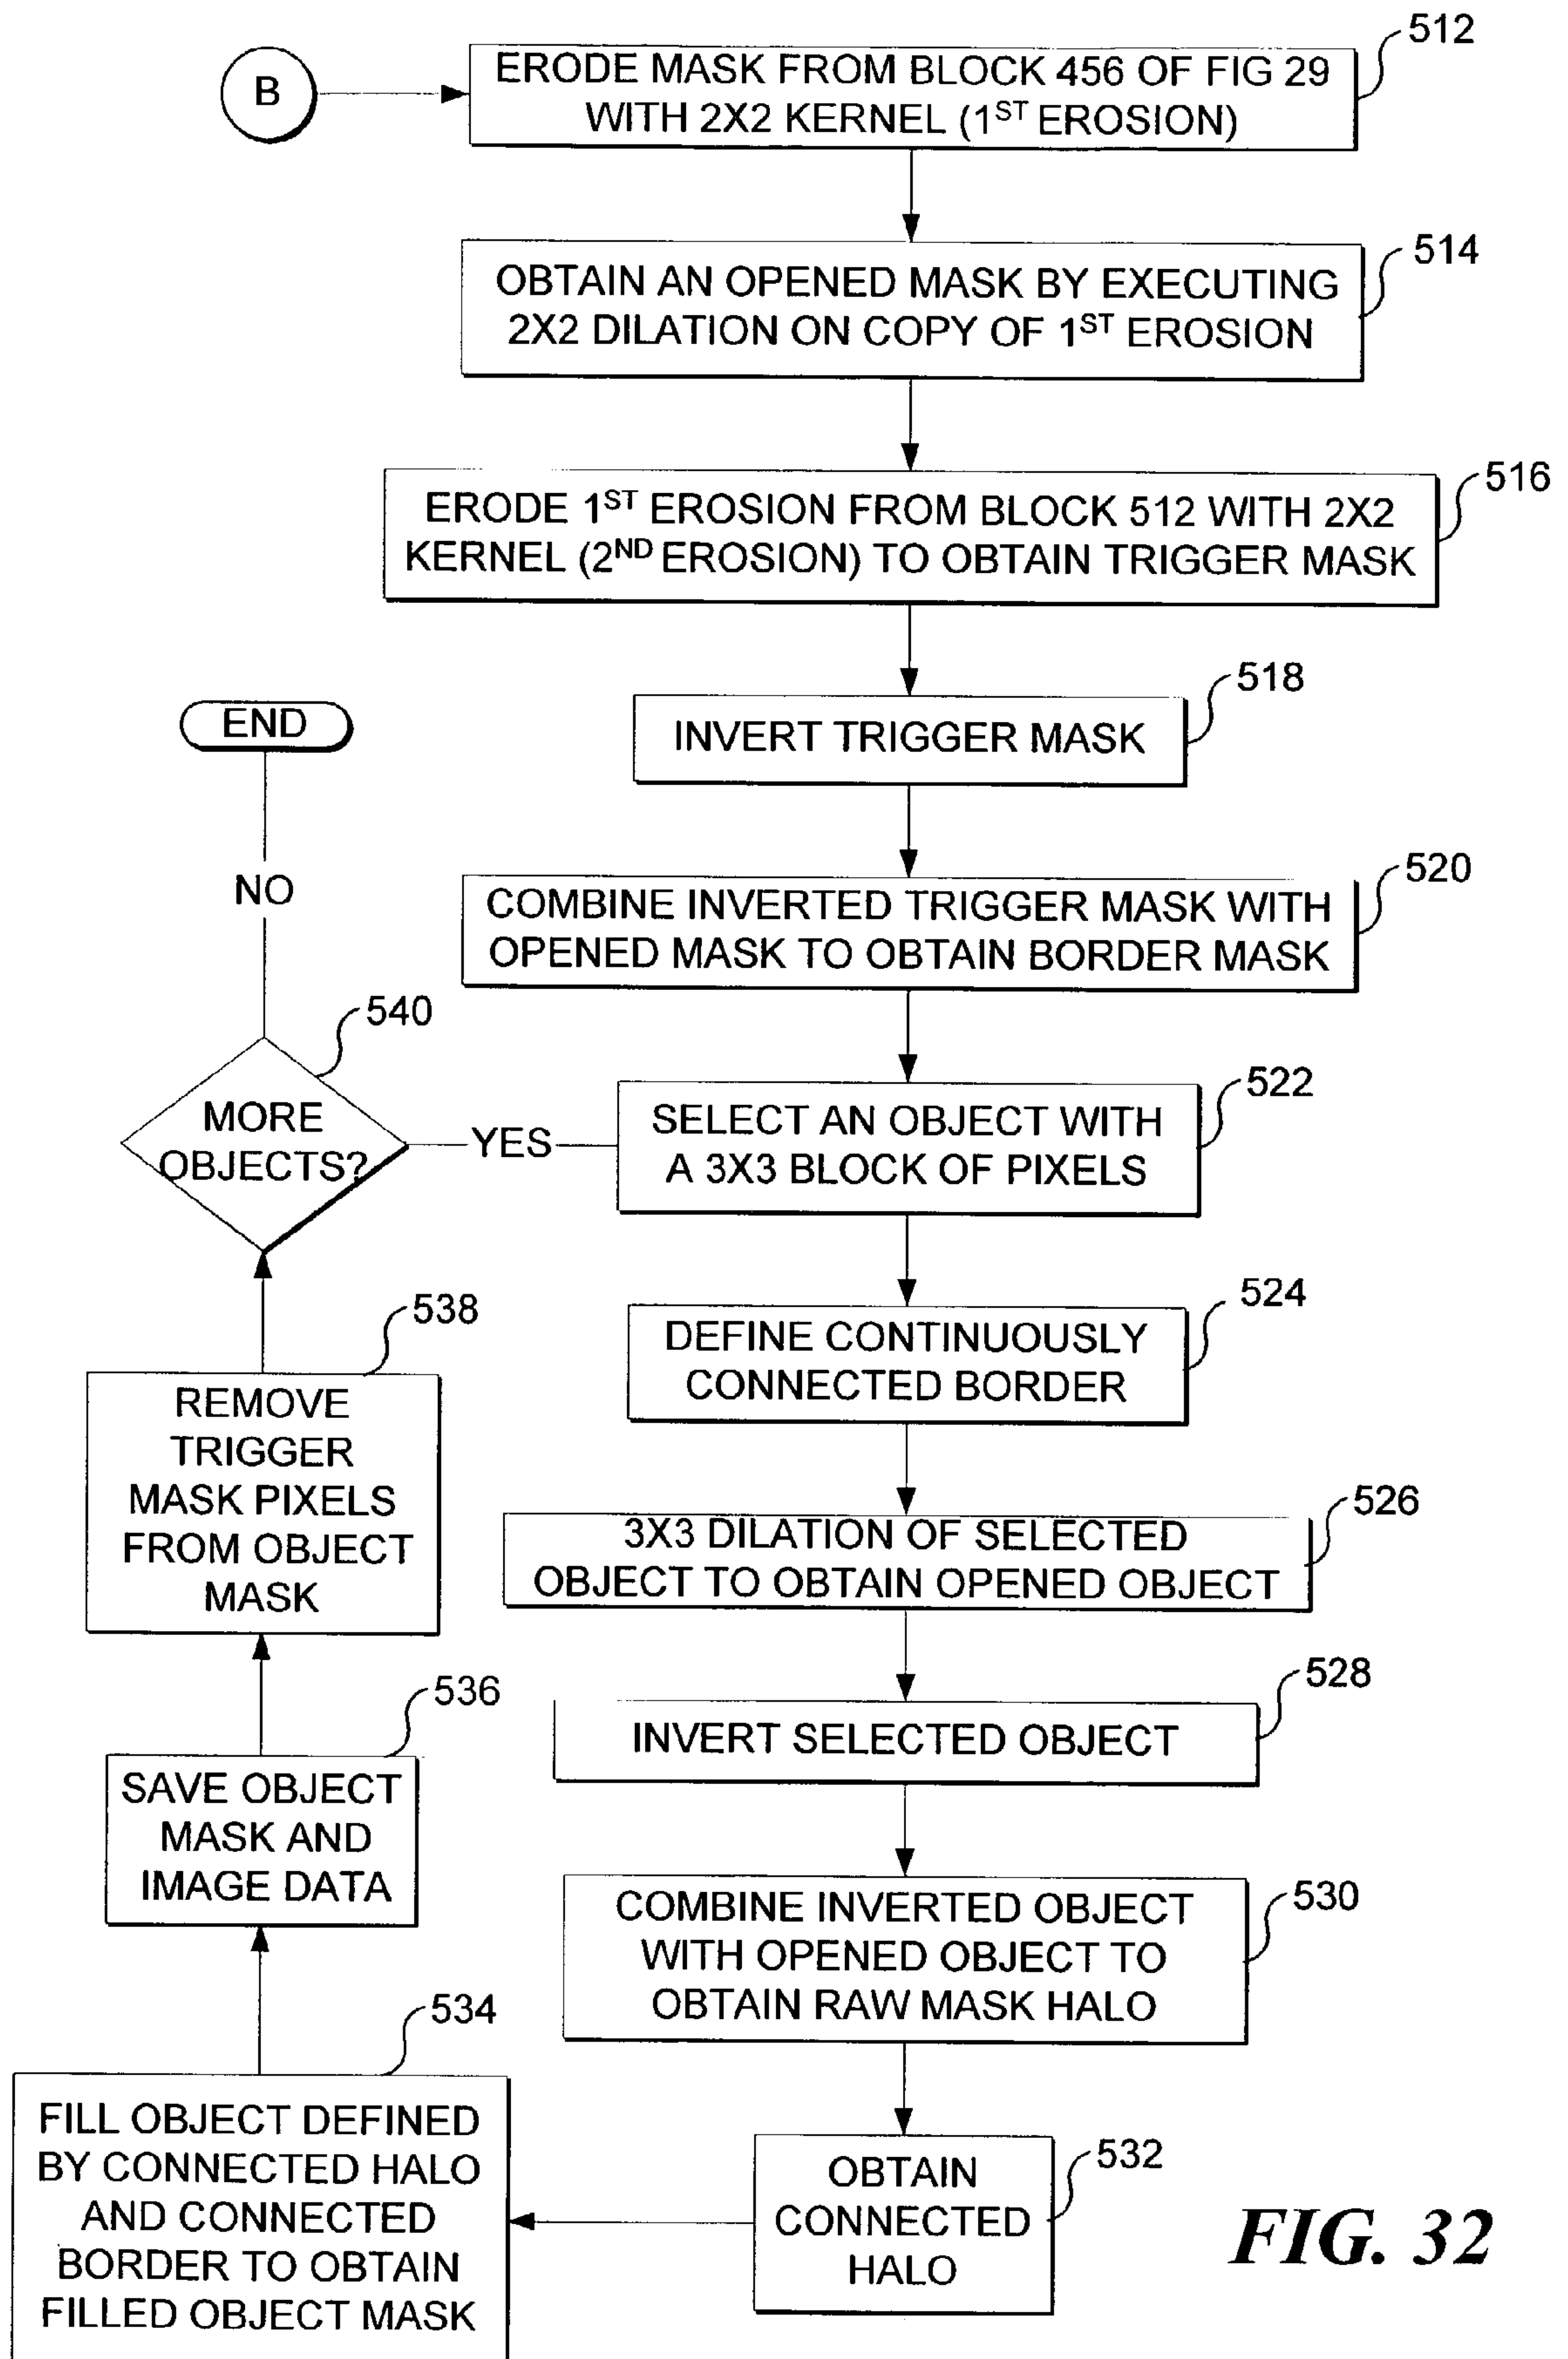 B
ERODE MASK FROM BLOCK 456 OF FIG 29
WITH 2X2 KERNEL (1ST EROSION)
512
OBTAIN AN OPENED MASK BY EXECUTING
2X2 DILATION ON COPY OF 1ST EROSION
514
ERODE 1ST EROSION FROM BLOCK 512 WITH 2X2
KERNEL (2ND EROSION) TO OBTAIN TRIGGER MASK
516
INVERT TRIGGER MASK
518
COMBINE INVERTED TRIGGER MASK WITH
OPENED MASK TO OBTAIN BORDER MASK
520
SELECT AN OBJECT WITH
A 3X3 BLOCK OF PIXELS
522
DEFINE CONTINUOUSLY
CONNECTED BORDER
524
3X3 DILATION OF SELECTED
OBJECT TO OBTAIN OPENED OBJECT
526
INVERT SELECTED OBJECT
528
COMBINE INVERTED OBJECT
WITH OPENED OBJECT TO
OBTAIN RAW MASK HALO
530
OBTAIN
CONNECTED
HALO
532
FILL OBJECT DEFINED
BY CONNECTED HALO
AND CONNECTED
BORDER TO OBTAIN
FILLED OBJECT MASK
534
SAVE OBJECT
MASK AND
IMAGE DATA
536
REMOVE
TRIGGER
MASK PIXELS
FROM OBJECT
MASK
538
MORE
OBJECTS?
540
YES
NO
END
FIG. 32